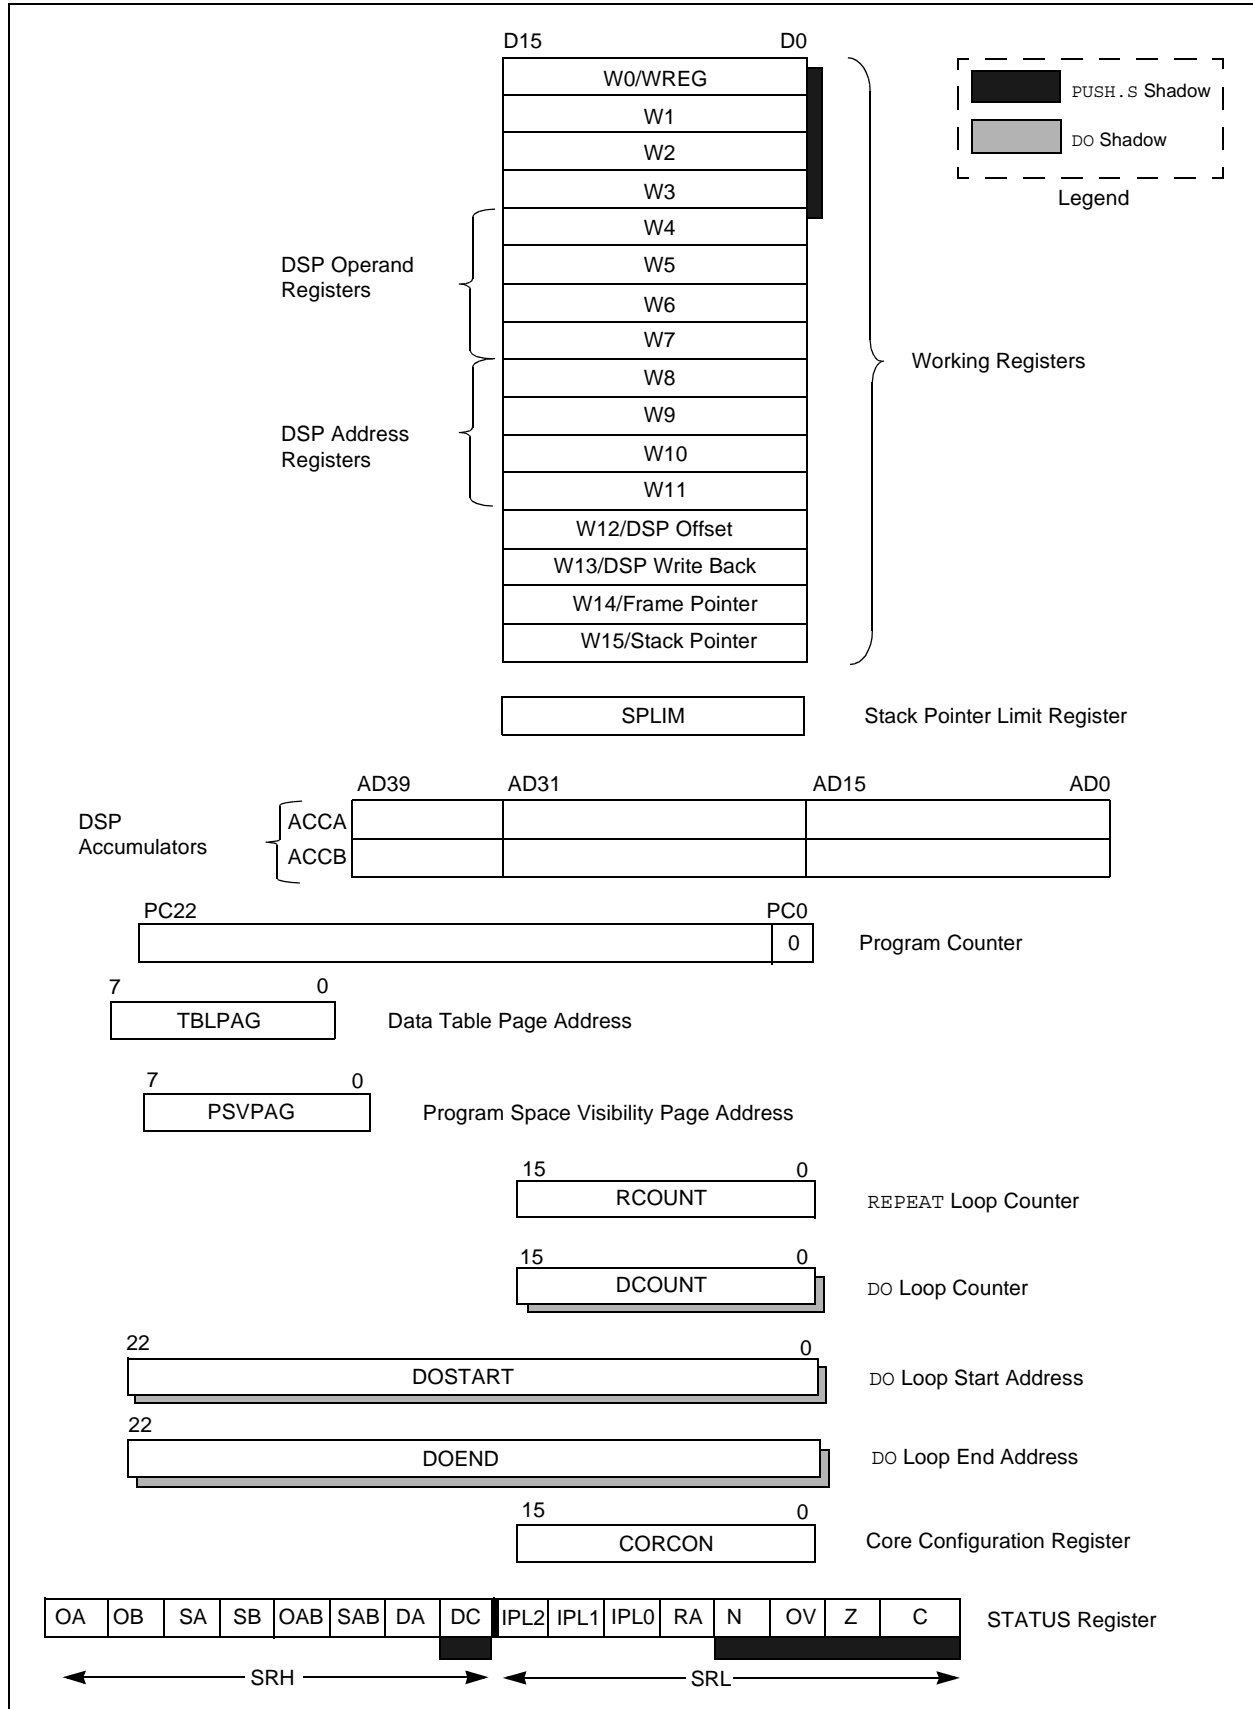 D15 D0
W0/WREG
W1
W2
W3
W4
W5
W6
W7
W8
W9
W10
W11
W12/DSP Offset
W13/DSP Write Back
W14/Frame Pointer
W15/Stack Pointer
PUSH.S Shadow
DO Shadow
Legend
DSP Operand
Registers
DSP Address
Registers
Working Registers
SPLIM Stack Pointer Limit Register
AD39 AD31 AD15 AD0
DSP
Accumulators
ACCA
ACCB
PC22 PC0
0 Program Counter
7 0
TBLPAG Data Table Page Address
7 0
PSVPAG Program Space Visibility Page Address
15 0
RCOUNT REPEAT Loop Counter
15 0
DCOUNT DO Loop Counter
22 0
DOSTART DO Loop Start Address
22
DOEND DO Loop End Address
15 0
CORCON Core Configuration Register
OA OB SA SB OAB SAB DA DC IPL2 IPL1 IPL0 RA N OV Z C STATUS Register
SRH SRL